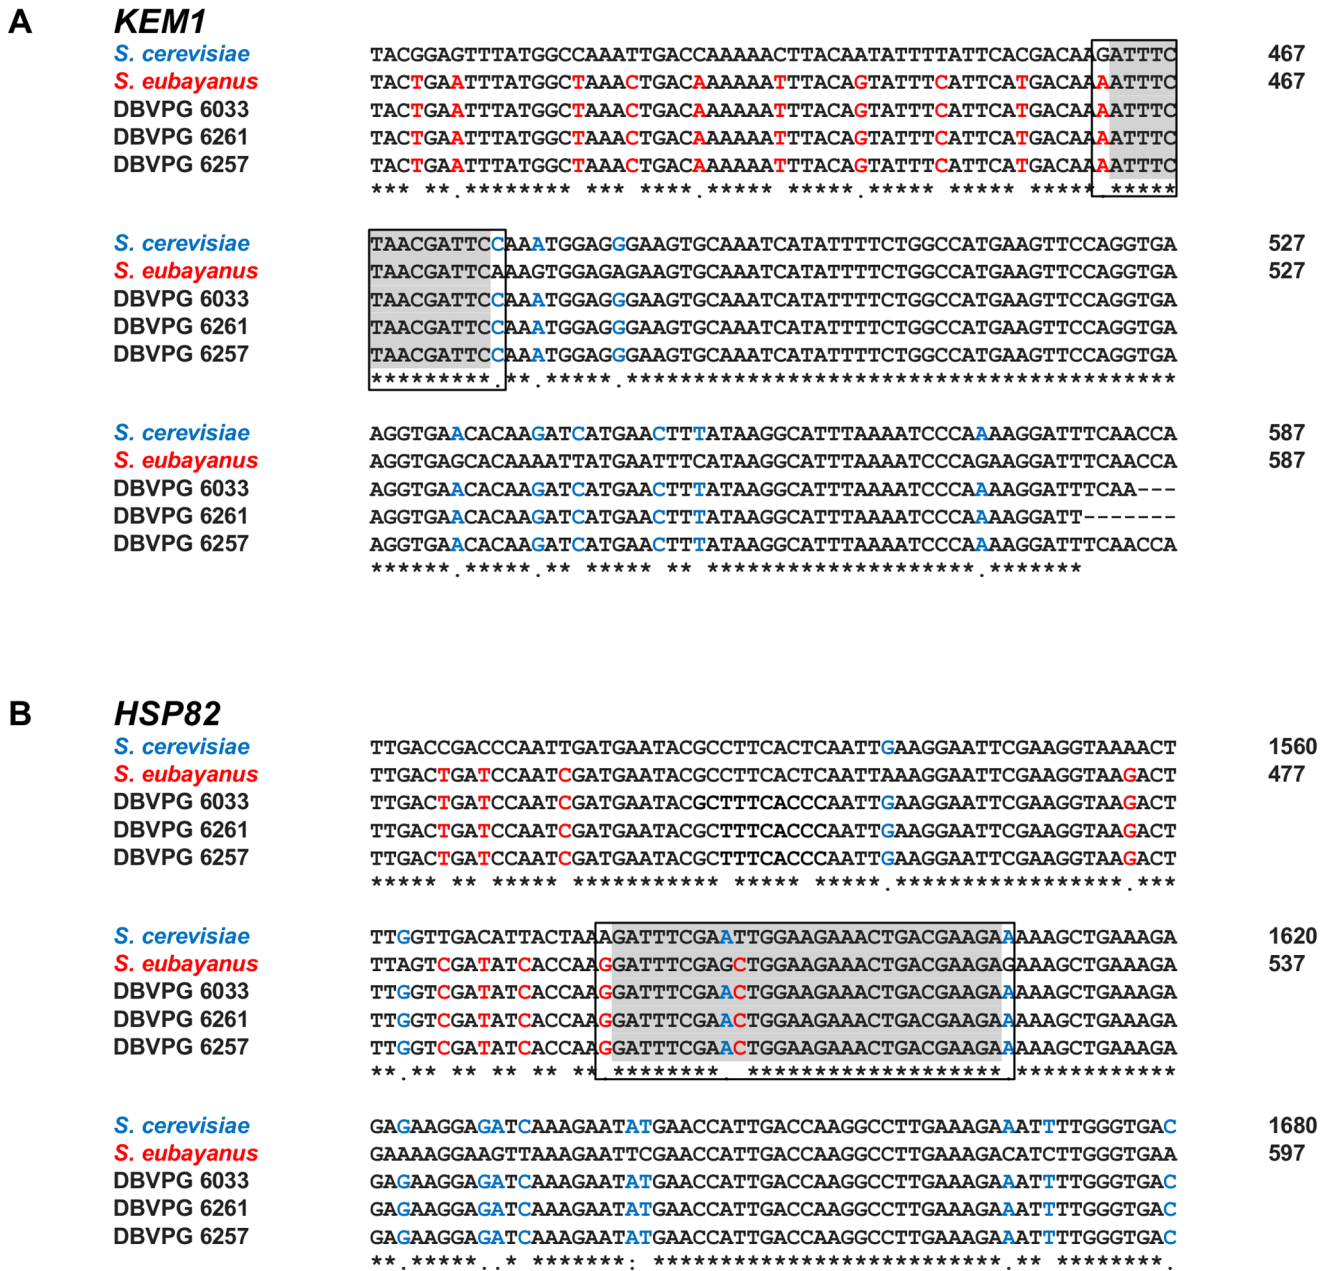 A KEM1
S. cerevisiae TACGGAGTTTATGGCCAAATTGACCAAAAACTTACAATATTTTATTCACGACAAGATTTC 467
S. eubayanus TACTGAATTTATGGCTAAACTGACAAAAAATTTACAGTATTTCATTCATGACAAAATTTC 467
DBVPG 6033 TACTGAATTTATGGCTAAACTGACAAAAAATTTACAGTATTTCATTCATGACAAAATTTC
DBVPG 6261 TACTGAATTTATGGCTAAACTGACAAAAAATTTACAGTATTTCATTCATGACAAAATTTC
DBVPG 6257 TACTGAATTTATGGCTAAACTGACAAAAAATTTACAGTATTTCATTCATGACAAAATTTC
*** **.******** *** ****.***** *****.***** ***** *****.*****
S. cerevisiae TAACGATTCCAAATGGAGGGAAGTGCAAATCATATTTTCTGGCCATGAAGTTCCAGGTGA 527
S. eubayanus TAACGATTCAAAGTGGAGAGAAGTGCAAATCATATTTTCTGGCCATGAAGTTCCAGGTGA 527
DBVPG 6033 TAACGATTCCAAATGGAGGGAAGTGCAAATCATATTTTCTGGCCATGAAGTTCCAGGTGA
DBVPG 6261 TAACGATTCCAAATGGAGGGAAGTGCAAATCATATTTTCTGGCCATGAAGTTCCAGGTGA
DBVPG 6257 TAACGATTCCAAATGGAGGGAAGTGCAAATCATATTTTCTGGCCATGAAGTTCCAGGTGA
*********.**.*****.*****************************************
S. cerevisiae AGGTGAACACAAGATCATGAACTTTATAAGGCATTTAAAATCCCAAAAGGATTTCAACCA 587
S. eubayanus AGGTGAGCACAAAATTATGAATTTCATAAGGCATTTAAAATCCCAGAAGGATTTCAACCA 587
DBVPG 6033 AGGTGAACACAAGATCATGAACTTTATAAGGCATTTAAAATCCCAAAAGGATTTCAA---
DBVPG 6261 AGGTGAACACAAGATCATGAACTTTATAAGGCATTTAAAATCCCAAAAGGATT-------
DBVPG 6257 AGGTGAACACAAGATCATGAACTTTATAAGGCATTTAAAATCCCAAAAGGATTTCAACCA
******.*****.** ***** ** ********************.*******
B HSP82
S. cerevisiae TTGACCGACCCAATTGATGAATACGCCTTCACTCAATTGAAGGAATTCGAAGGTAAAACT 1560
S. eubayanus TTGACTGATCCAATCGATGAATACGCCTTCACTCAATTAAAGGAATTCGAAGGTAAGACT 477
DBVPG 6033 TTGACTGATCCAATCGATGAATACGCTTTCACCCAATTGAAGGAATTCGAAGGTAAGACT
DBVPG 6261 TTGACTGATCCAATCGATGAATACGCTTTCACCCAATTGAAGGAATTCGAAGGTAAGACT
DBVPG 6257 TTGACTGATCCAATCGATGAATACGCTTTCACCCAATTGAAGGAATTCGAAGGTAAGACT
***** ** ***** *********** ***** *****.*****************.***
S. cerevisiae TTGGTTGACATTACTAAAGATTTCGAATTGGAAGAAACTGACGAAGAAAAAGCTGAAAGA 1620
S. eubayanus TTAGTCGATATCACCAAGGATTTCGAGCTGGAAGAAACTGACGAAGAGAAAGCTGAAAGA 537
DBVPG 6033 TTGGTCGATATCACCAAGGATTTCGAACTGGAAGAAACTGACGAAGAAAAAGCTGAAAGA
DBVPG 6261 TTGGTCGATATCACCAAGGATTTCGAACTGGAAGAAACTGACGAAGAAAAAGCTGAAAGA
DBVPG 6257 TTGGTCGATATCACCAAGGATTTCGAACTGGAAGAAACTGACGAAGAAAAAGCTGAAAGA
**.** ** ** ** **.********. *******************.************
S. cerevisiae GAGAAGGAGATCAAAGAATATGAACCATTGACCAAGGCCTTGAAAGAAATTTTGGGTGAC 1680
S. eubayanus GAAAAGGAAGTTAAAGAATTCGAACCATTGACCAAGGCCTTGAAAGACATCTTGGGTGAA 597
DBVPG 6033 GAGAAGGAGATCAAAGAATATGAACCATTGACCAAGGCCTTGAAAGAAATTTTGGGTGAC
DBVPG 6261 GAGAAGGAGATCAAAGAATATGAACCATTGACCAAGGCCTTGAAAGAAATTTTGGGTGAC
DBVPG 6257 GAGAAGGAGATCAAAGAATATGAACCATTGACCAAGGCCTTGAAAGAAATTTTGGGTGAC
**.*****..* *******: **************************.** ********.